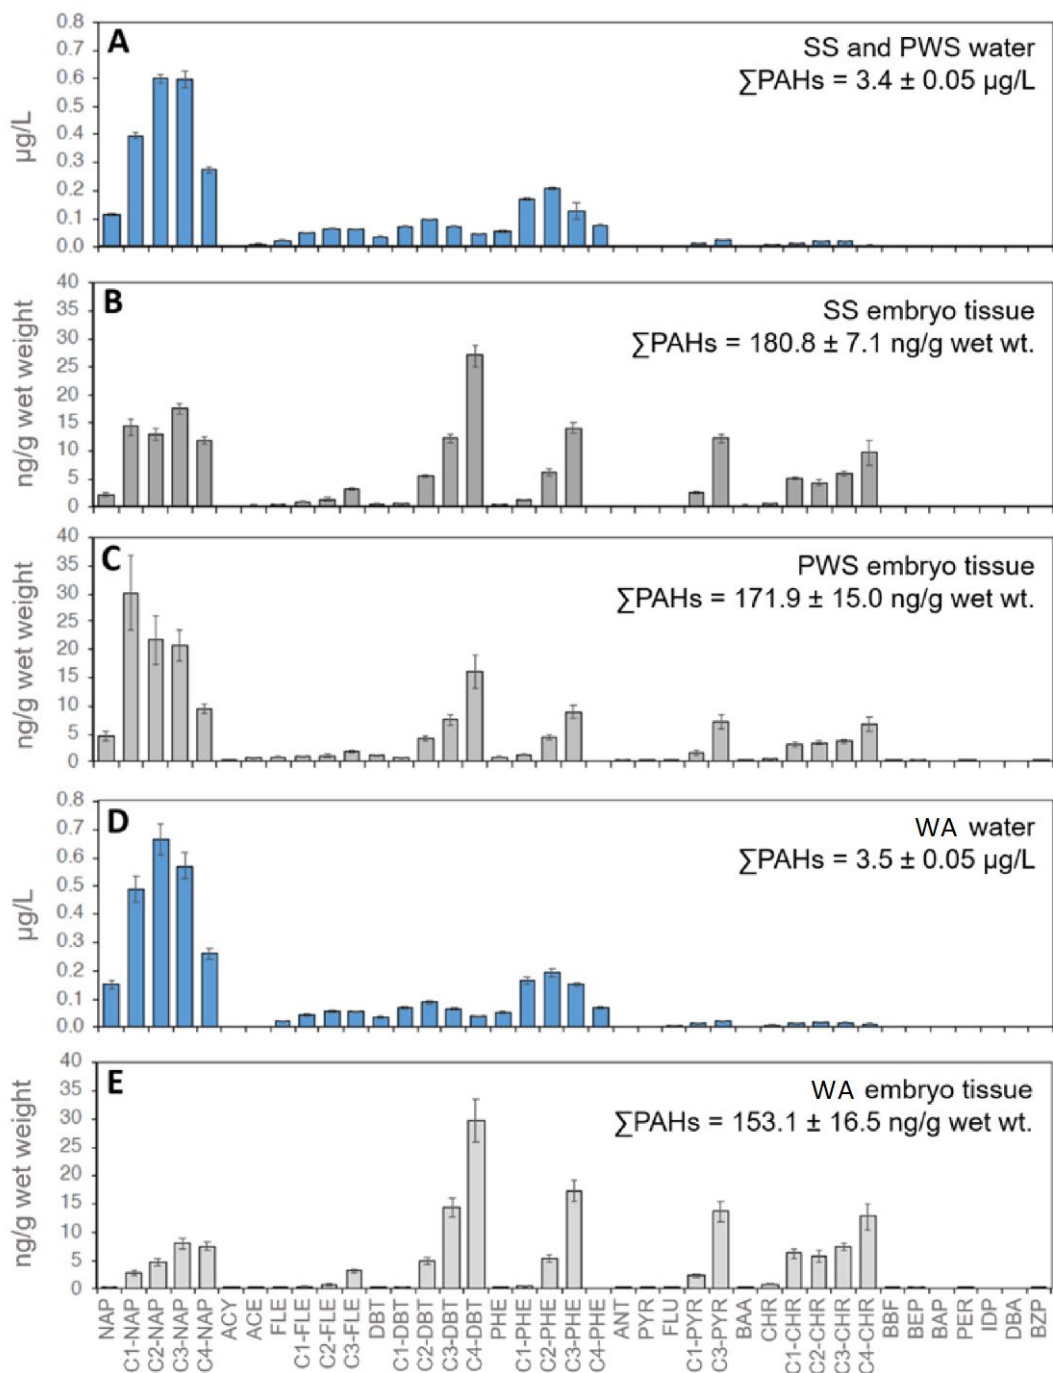 A
SS and PWS water
∑PAHs = 3.4 ± 0.05 µg/L
µg/L
0.8
0.7
0.6
0.5
0.4
0.3
0.2
0.1
0.0
B
SS embryo tissue
∑PAHs = 180.8 ± 7.1 ng/g wet wt.
ng/g wet weight
40
35
30
25
20
15
10
5
0
C
PWS embryo tissue
∑PAHs = 171.9 ± 15.0 ng/g wet wt.
ng/g wet weight
40
35
30
25
20
15
10
5
0
D
WA water
∑PAHs = 3.5 ± 0.05 µg/L
µg/L
0.8
0.7
0.6
0.5
0.4
0.3
0.2
0.1
0.0
E
WA embryo tissue
∑PAHs = 153.1 ± 16.5 ng/g wet wt.
ng/g wet weight
40
35
30
25
20
15
10
5
0
NAP
C1-NAP
C2-NAP
C3-NAP
C4-NAP
ACY
ACE
FLE
C1-FLE
C2-FLE
C3-FLE
DBT
C1-DBT
C2-DBT
C3-DBT
C4-DBT
PHE
C1-PHE
C2-PHE
C3-PHE
C4-PHE
ANT
PYR
FLU
C1-PYR
C3-PYR
BAA
CHR
C1-CHR
C2-CHR
C3-CHR
C4-CHR
BBF
BEP
BAP
PER
IDP
DBA
BZP